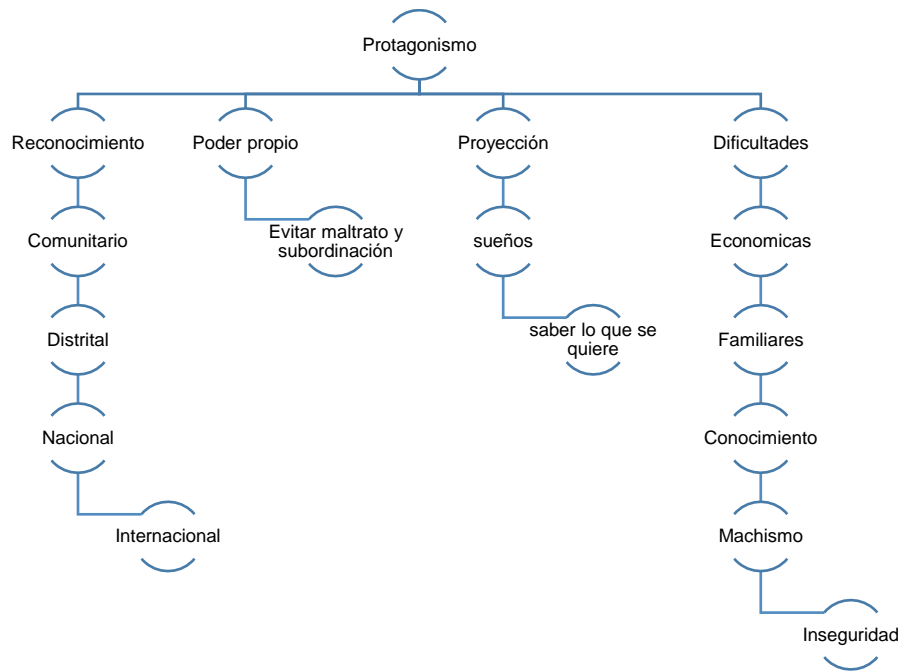 Protagonismo
Reconocimiento
Poder propio
Proyección
Dificultades
Comunitario
Evitar maltrato y
subordinación
sueños
Economicas
Distrital
saber lo que se
quiere
Familiares
Nacional
Conocimiento
Internacional
Machismo
Inseguridad